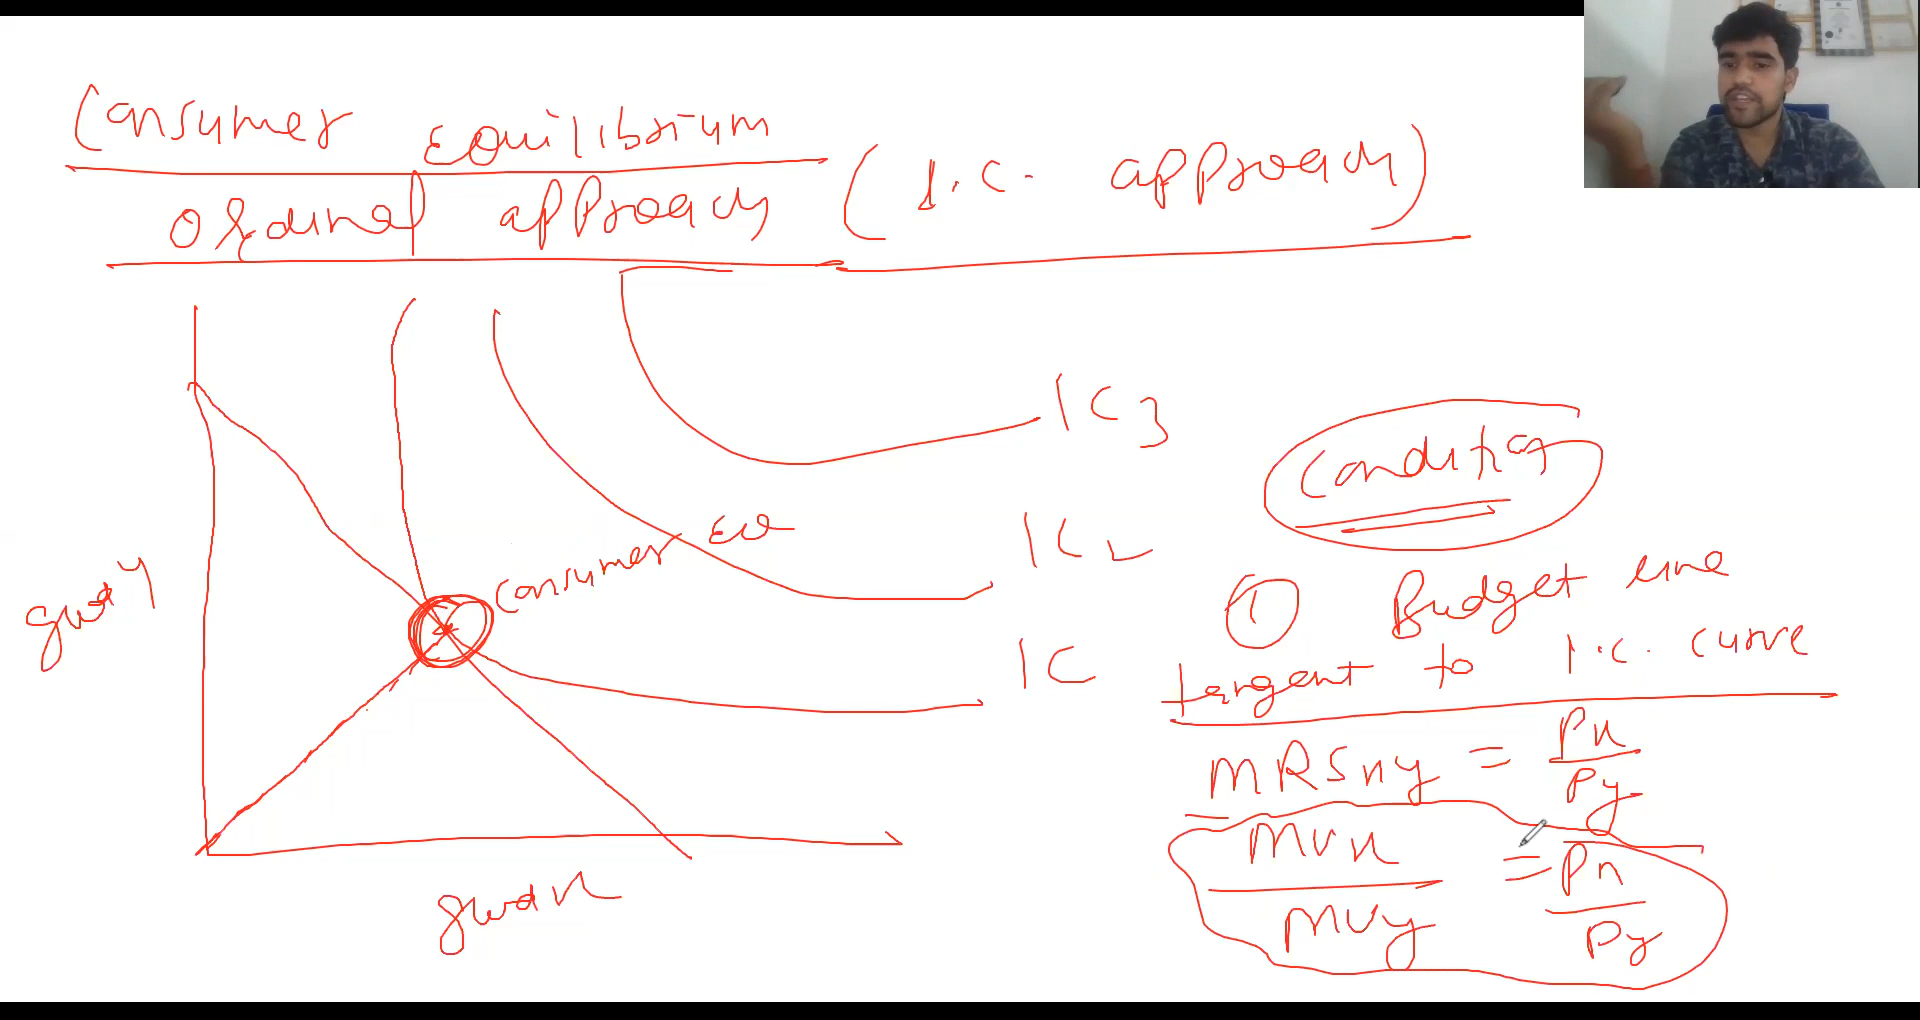 Consumer equilibrium
ordinal approach (I.C. approach)
IC3
Condition
IC2
Consumer EQ
① Budget line
good y
IC
tangent to I.C. curve
MRSxy = Px
Py
MUx = Px
MUy Py
good x